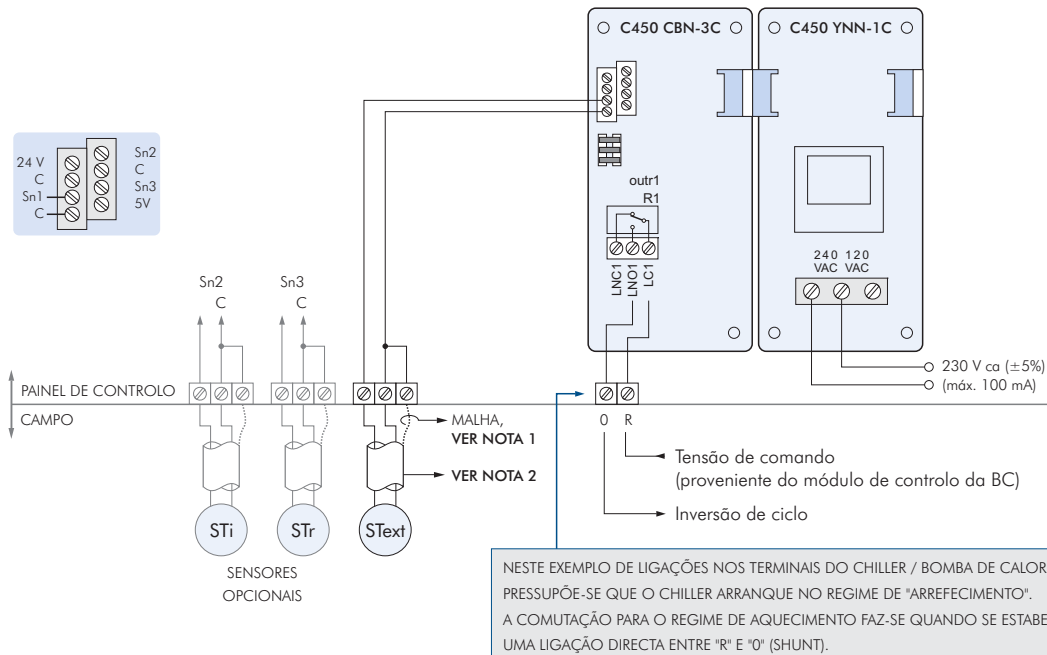 C450 CBN-3C
C450 YNN-1C
24 V
C
Sn1
C
Sn2
C
Sn3
5V
outr1
R1
LNC1
LNO1
LC1
240 120
VAC VAC
Sn2
C
Sn3
C
230 V ca (±5%)
(máx. 100 mA)
PAINEL DE CONTROLO
CAMPO
MALHA,
VER NOTA 1
VER NOTA 2
0 R
Tensão de comando
(proveniente do módulo de controlo da BC)
Inversão de ciclo
STi
STr
SText
SENSORES
OPCIONAIS
NESTE EXEMPLO DE LIGAÇÕES NOS TERMINAIS DO CHILLER / BOMBA DE CALOR
PRESSUPÕE-SE QUE O CHILLER ARRANQUE NO REGIME DE "ARREFECIMENTO".
A COMUTAÇÃO PARA O REGIME DE AQUECIMENTO FAZ-SE QUANDO SE ESTABE
UMA LIGAÇÃO DIRECTA ENTRE "R" E "0" (SHUNT).